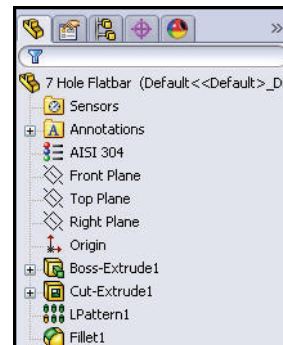 7 Hole Flatbar (Default<<Default>_D
Sensors
Annotations
AISI 304
Front Plane
Top Plane
Right Plane
Origin
Boss-Extrude1
Cut-Extrude1
LPattern1
Fillet1